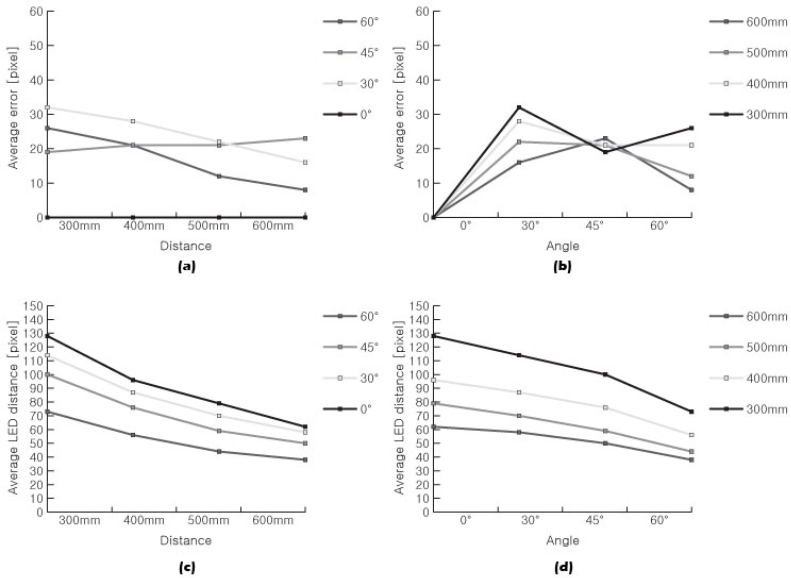 60
50
40
30
20
10
0
Average error [pixel]
300mm 400mm 500mm 600mm
Distance
60°
45°
30°
0°
(a)
60
50
40
30
20
10
0
Average error [pixel]
0° 30° 45° 60°
Angle
600mm
500mm
400mm
300mm
(b)
150
140
130
120
110
100
90
80
70
60
50
40
30
20
10
0
Average LED distance [pixel]
300mm 400mm 500mm 600mm
Distance
60°
45°
30°
0°
(c)
150
140
130
120
110
100
90
80
70
60
50
40
30
20
10
0
Average LED distance [pixel]
0° 30° 45° 60°
Angle
600mm
500mm
400mm
300mm
(d)